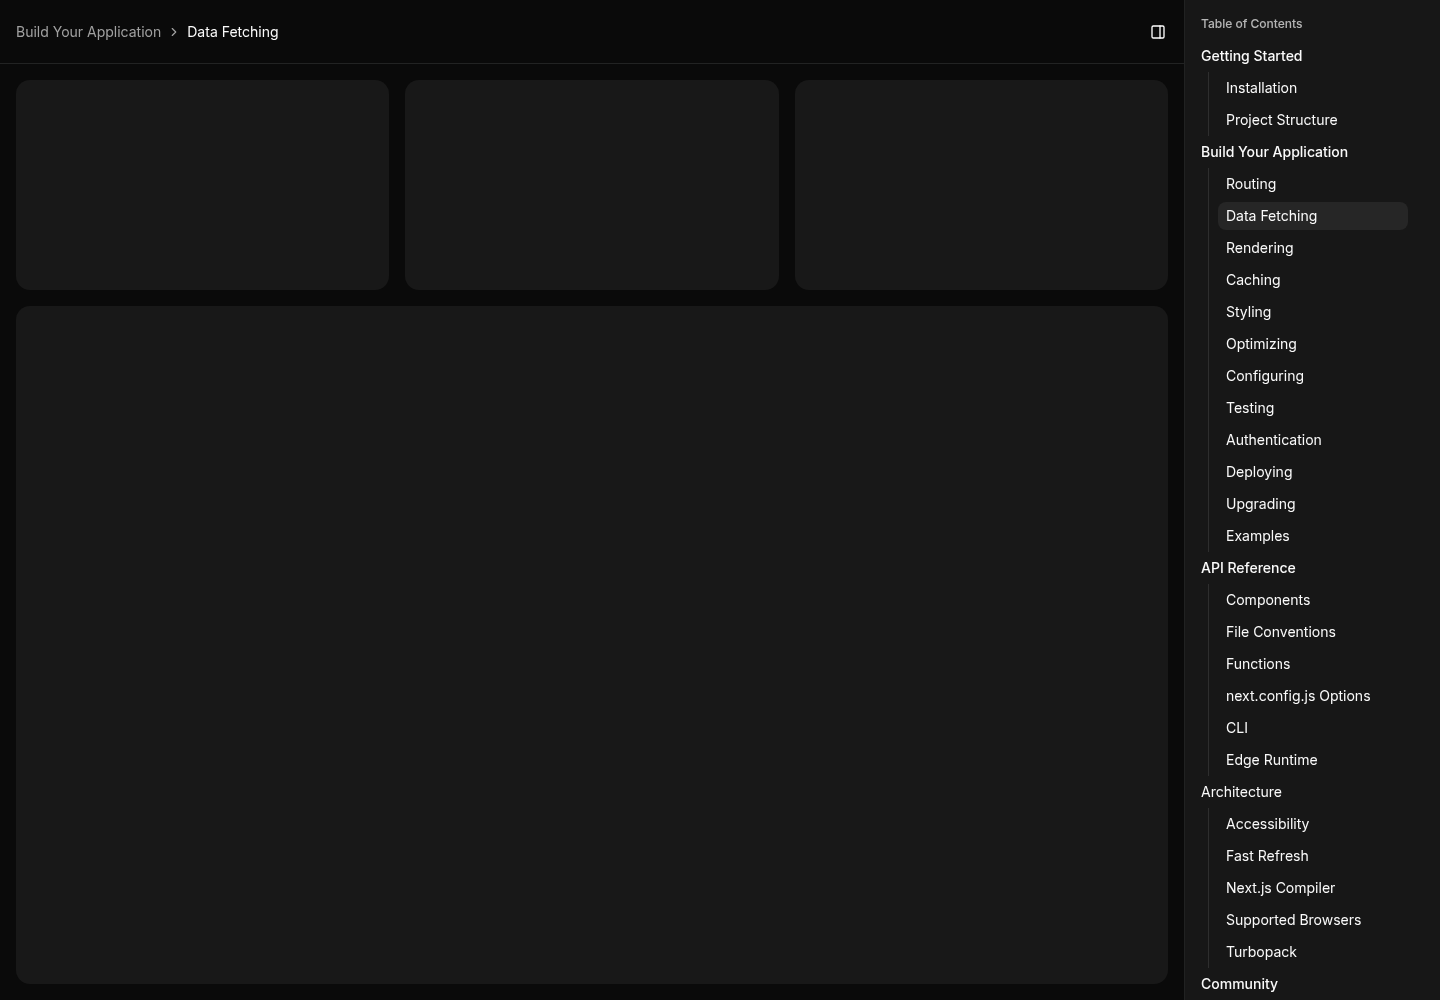 Build Your Application
Data Fetching
Table of Contents
Getting Started
Installation
Project Structure
Build Your Application
Routing
Data Fetching
Rendering
Caching
Styling
Optimizing
Configuring
Testing
Authentication
Deploying
Upgrading
Examples
API Reference
Components
File Conventions
Functions
next.config.js Options
CLI
Edge Runtime
Architecture
Accessibility
Fast Refresh
Next.js Compiler
Supported Browsers
Turbopack
Community